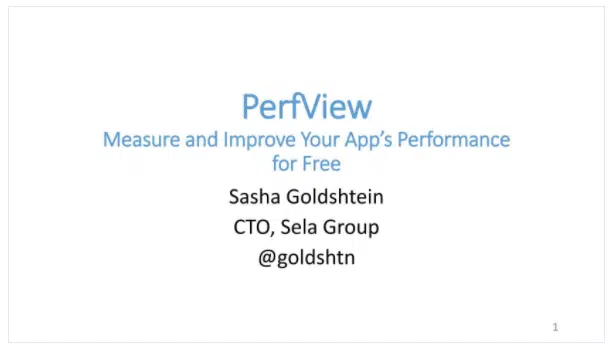 PerfView
Measure and Improve Your App's Performance
for Free
Sasha Goldshtein
CTO, Sela Group
@goldshtn
1